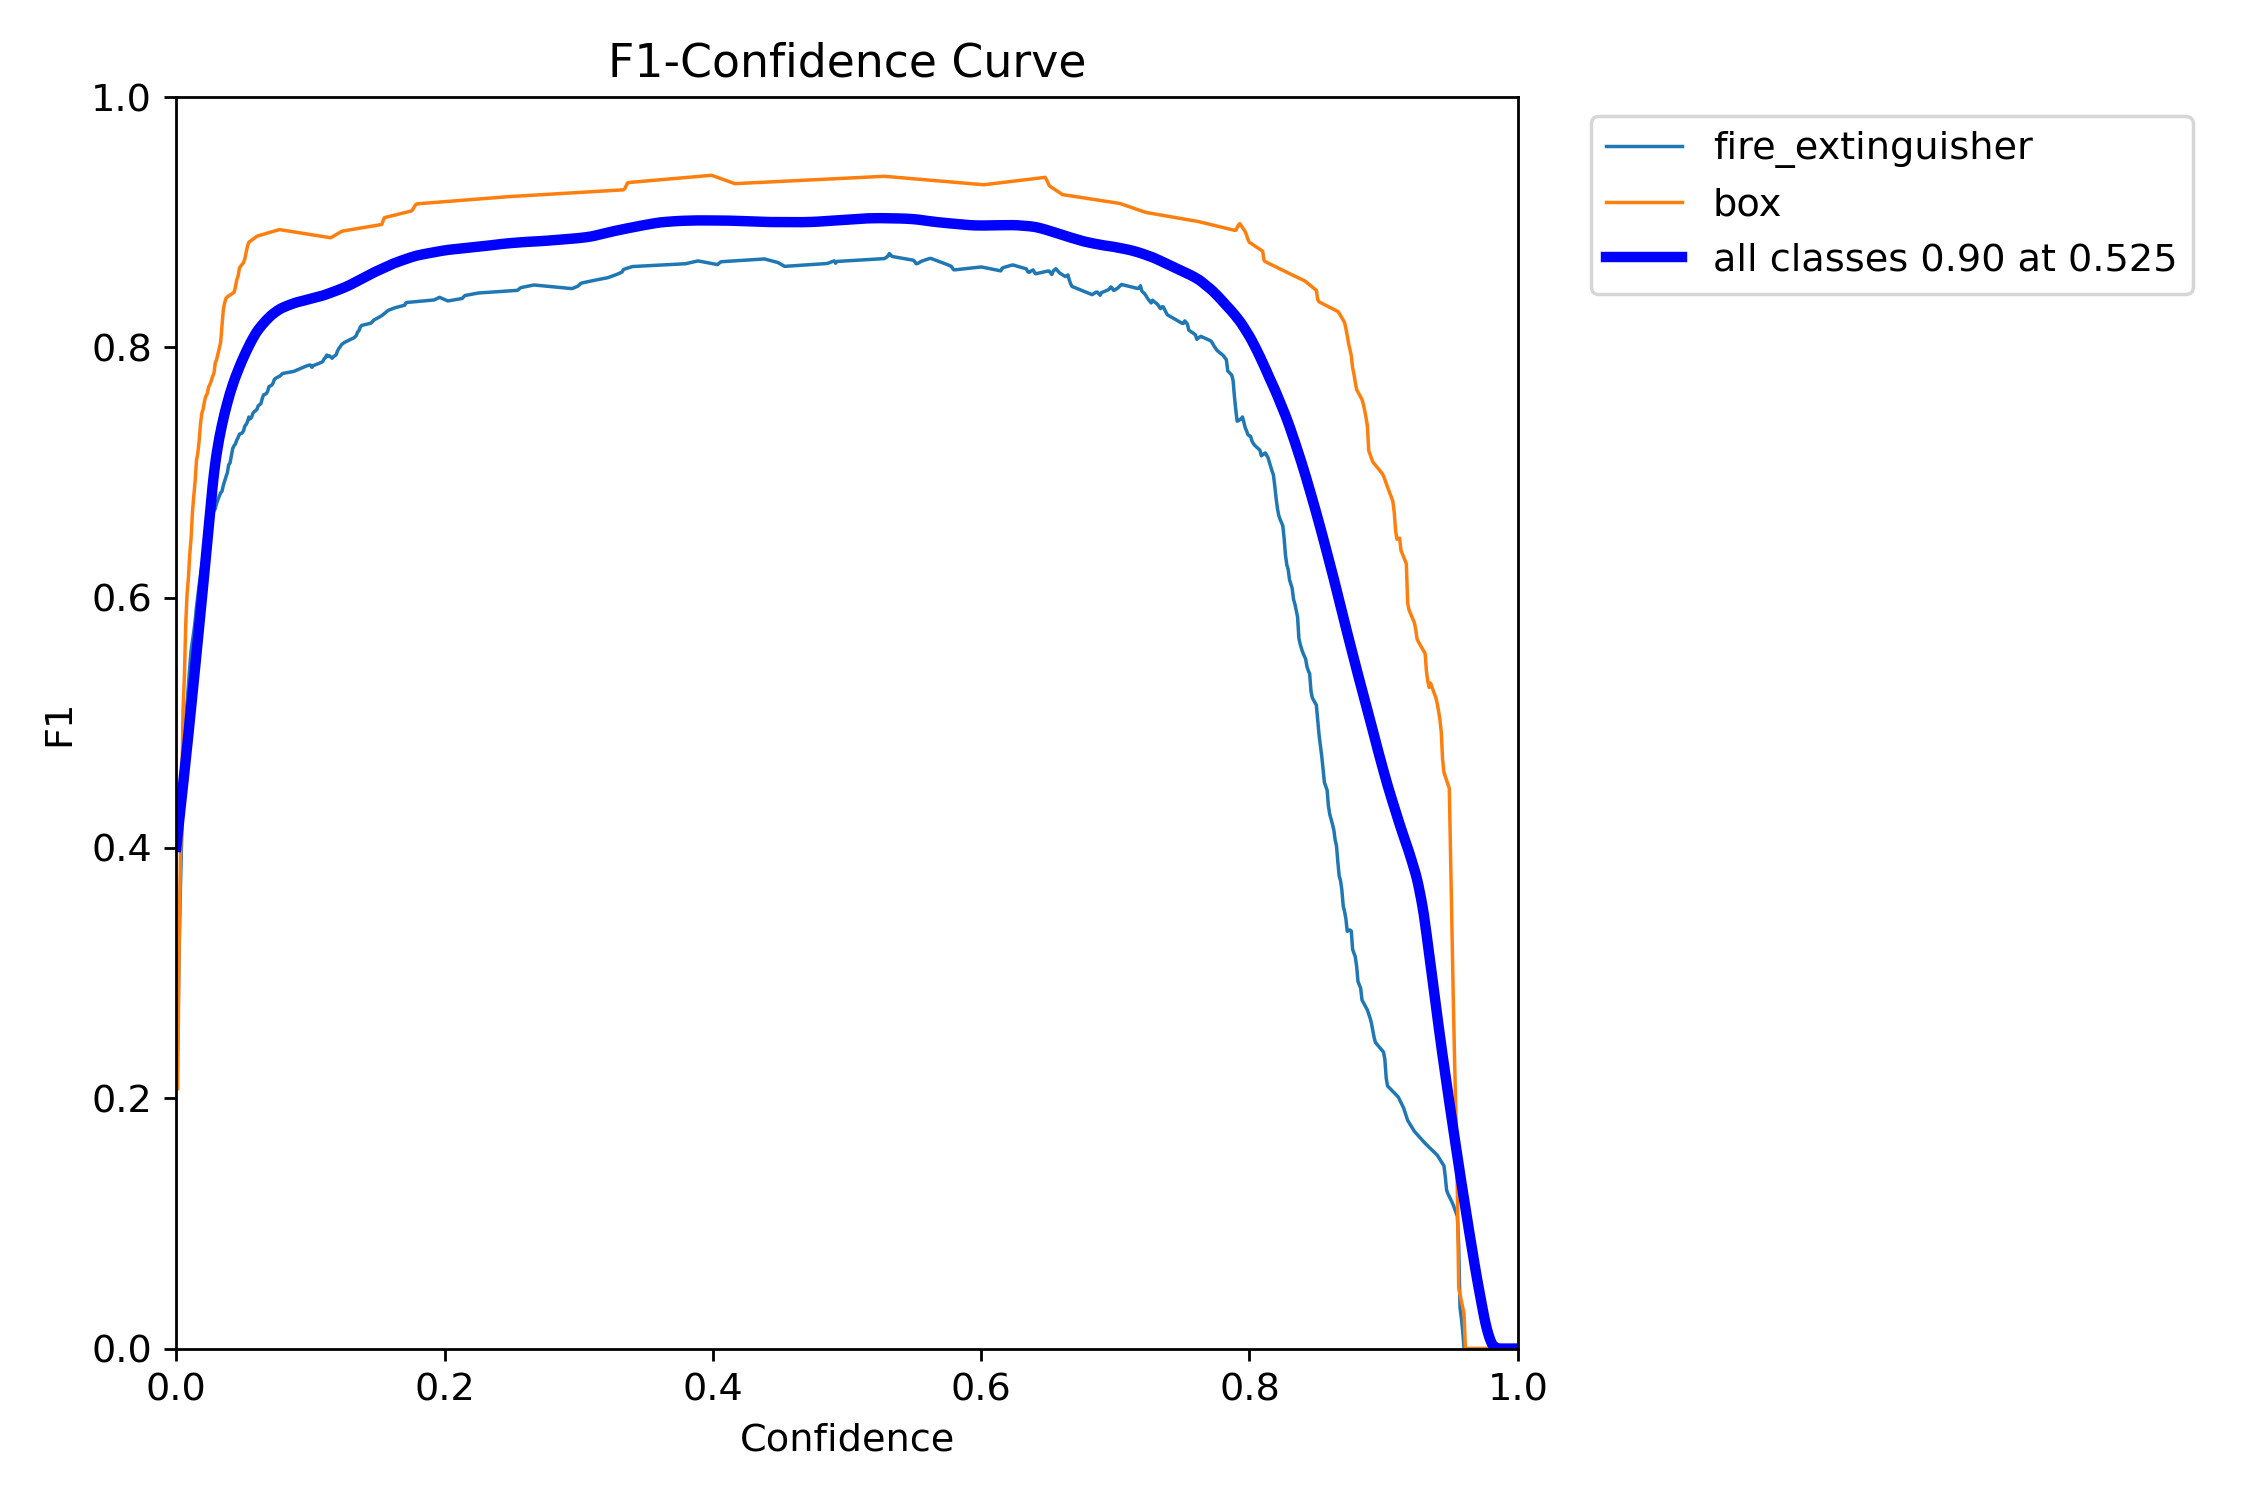 F1-Confidence Curve
1.0
0.8
0.6
0.4
0.2
0.0
F1
0.0 0.2 0.4 0.6 0.8 1.0
Confidence
fire_extinguisher
box
all classes 0.90 at 0.525